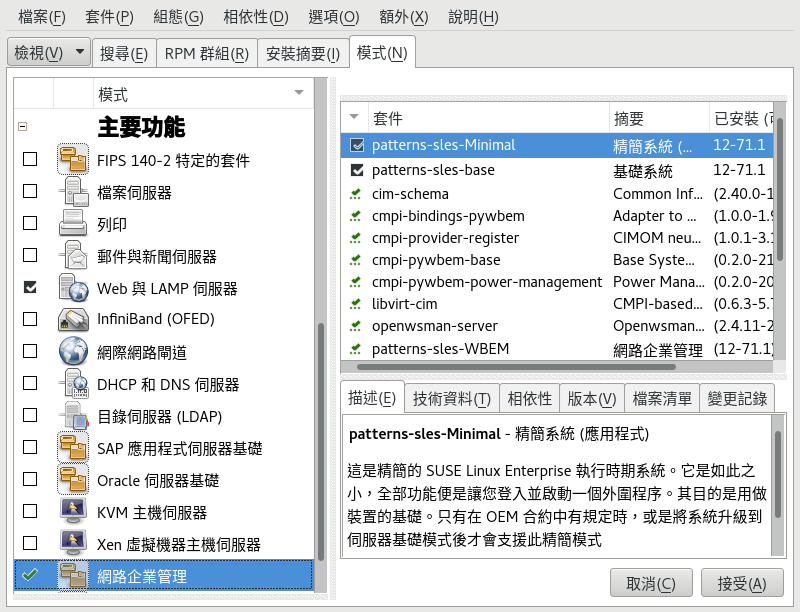 檔案(F) 套件(P) 組態(G) 相依性(D) 選項(O) 額外(X) 說明(H)
檢視(V) 搜尋(E) RPM 群組(R) 安裝摘要(I) 模式(N)
模式
主要功能
FIPS 140-2 特定的套件
檔案伺服器
列印
郵件與新聞伺服器
Web 與 LAMP 伺服器
InfiniBand (OFED)
網際網路閘道
DHCP 和 DNS 伺服器
目錄伺服器 (LDAP)
SAP 應用程式伺服器基礎
Oracle 伺服器基礎
KVM 主機伺服器
Xen 虛擬機器主機伺服器
網路企業管理
套件 摘要 已安裝 (
patterns-sles-Minimal 精簡系統 (... 12-71.1
patterns-sles-base 基礎系統 12-71.1
cim-schema Common Inf... (2.40.0-1
cmpi-bindings-pywbem Adapter to ... (1.0.0-1.9
cmpi-provider-register CIMOM neu... (1.0.1-3.1
cmpi-pywbem-base Base Syste... (0.2.0-21
cmpi-pywbem-power-management Power Mana... (0.2.0-20
libvirt-cim CMPI-based... (0.6.3-5.7
openwsman-server Openwsman... (2.4.11-2
patterns-sles-WBEM 網路企業管理 (12-71.1)
描述(E) 技術資料(T) 相依性 版本(V) 檔案清單 變更記錄
patterns-sles-Minimal - 精簡系統 (應用程式)
這是精簡的 SUSE Linux Enterprise 執行時期系統。它是如此之
小，全部功能便是讓您登入並啟動一個外圍程序。其目的是用做
裝置的基礎。只有在 OEM 合約中有規定時，或是將系統升級到
伺服器基礎模式後才會支援此精簡模式
取消(C) 接受(A)